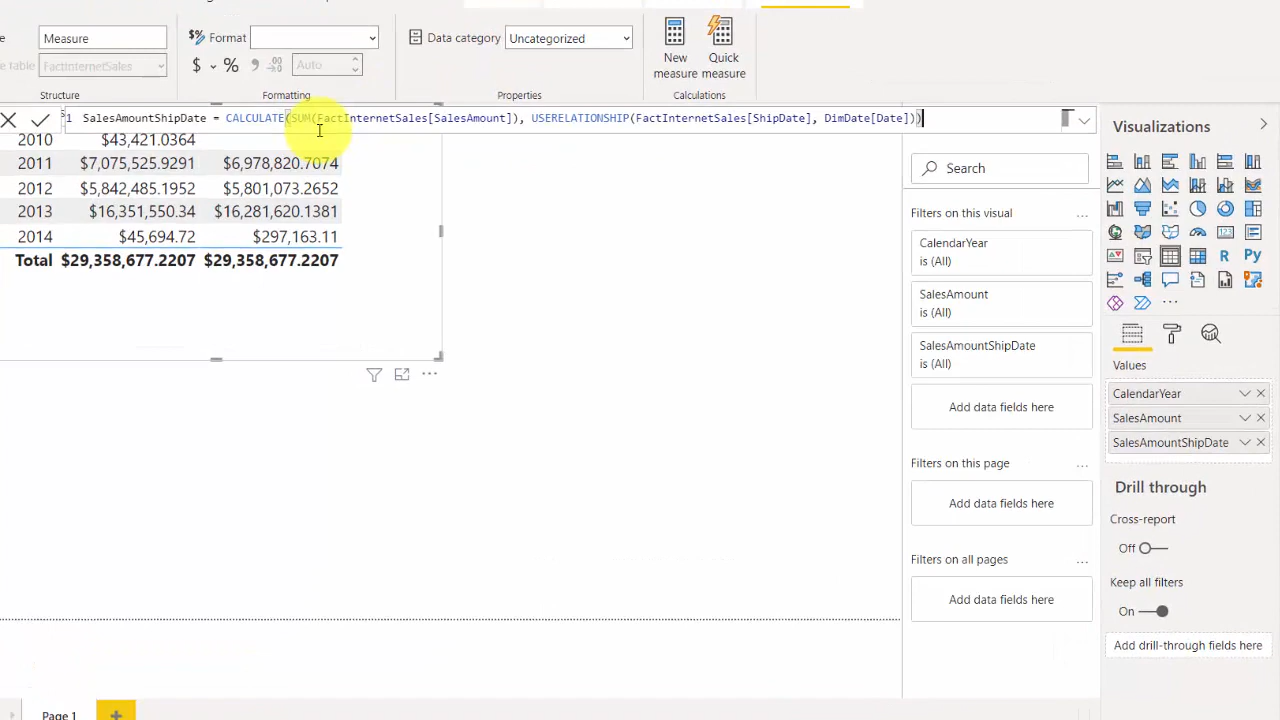 Measure
Format
Data category
Uncategorized
New measure
Quick measure
FactInternetSales
$
%
Auto
Structure
Formatting
Properties
Calculations
1 SalesAmountShipDate = CALCULATE(SUM(FactInternetSales[SalesAmount]), USERELATIONSHIP(FactInternetSales[ShipDate], DimDate[Date]))
2010 $43,421.0364
2011 $7,075,525.9291 $6,978,820.7074
2012 $5,842,485.1952 $5,801,073.2652
2013 $16,351,550.34 $16,281,620.1381
2014 $45,694.72 $297,163.11
Total $29,358,677.2207 $29,358,677.2207
Search
Filters on this visual
CalendarYear
is (All)
SalesAmount
is (All)
SalesAmountShipDate
is (All)
Add data fields here
Filters on this page
Add data fields here
Filters on all pages
Add data fields here
Visualizations
R
Py
Values
CalendarYear
SalesAmount
SalesAmountShipDate
Drill through
Cross-report
Off
Keep all filters
On
Add drill-through fields here
Page 1